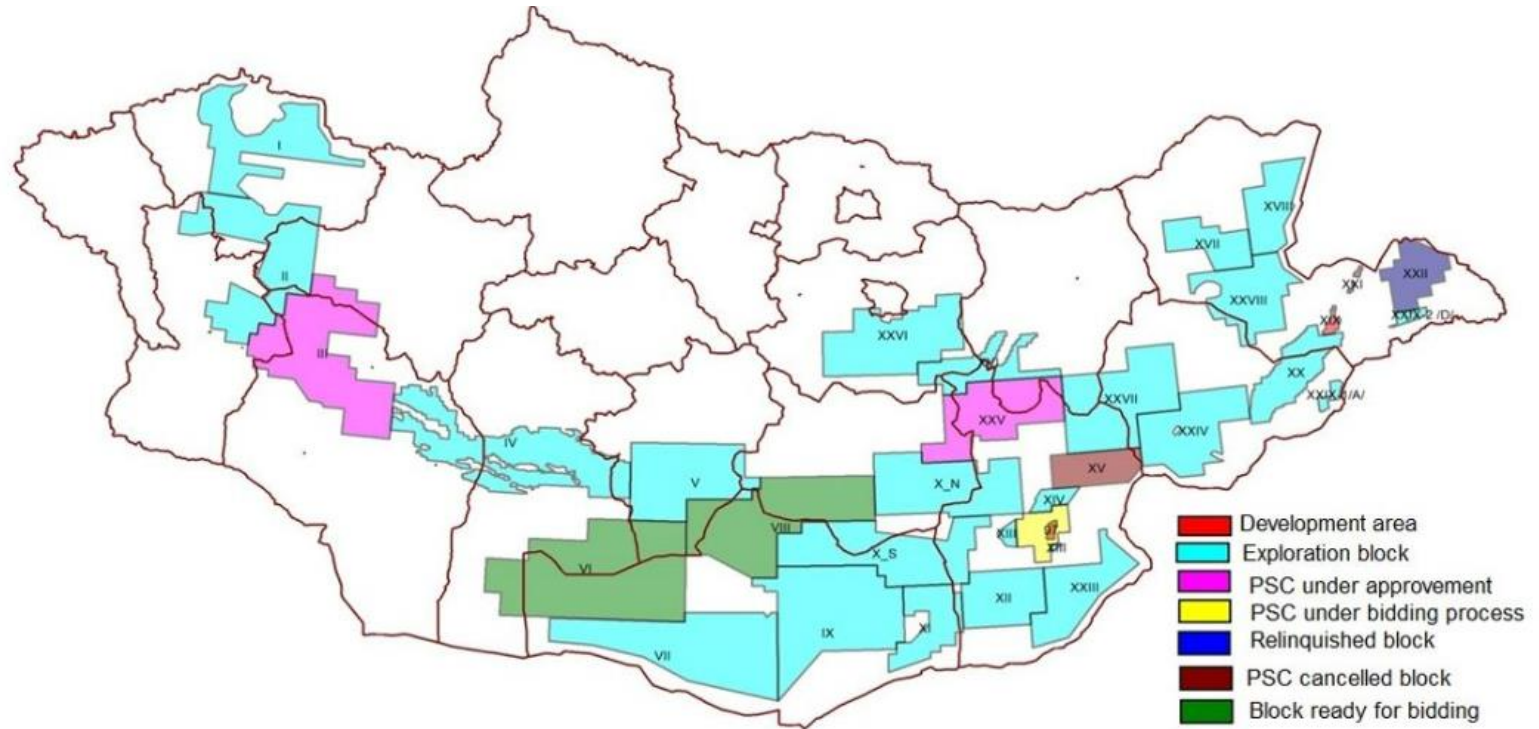 I
II
III
IV
V
VI
VII
VIII
IX
X_N
X_S
XI
XII
XIII
XIV
XV
XVII
XVIII
XXVIII
XIX
XXI
XXII
XX
XXIV
XXV
XXVI
XXVII
XXIII
Development area
Exploration block
PSC under approvement
PSC under bidding process
Relinquished block
PSC cancelled block
Block ready for bidding